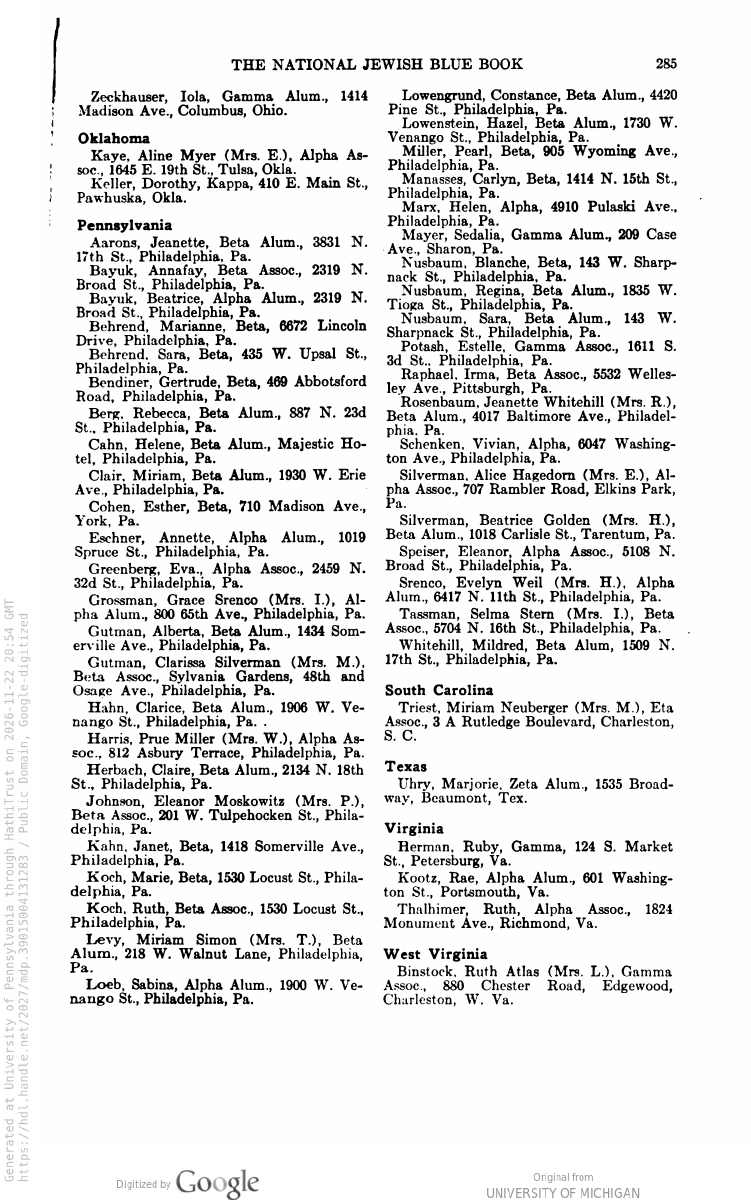 THE NATIONAL JEWISH BLUE BOOK 285
Zeckhauser, Iola, Gamma Alum., 1414
Madison Ave., Columbus, Ohio.
Oklahoma
Kaye, Aline Myer (Mrs. E.), Alpha As-
soc., 1645 E. 19th St., Tulsa, Okla.
Keller, Dorothy, Kappa, 410 E. Main St.,
Pawhuska, Okla.
Pennsylvania
Aarons, Jeanette, Beta Alum., 3831 N.
17th St., Philadelphia, Pa.
Bayuk, Annafay, Beta Assoc., 2319 N.
Broad St., Philadelphia, Pa.
Bayuk, Beatrice, Alpha Alum., 2319 N.
Broad St., Philadelphia, Pa.
Behrend, Marianne, Beta, 6672 Lincoln
Drive, Philadelphia, Pa.
Behrend, Sara, Beta, 435 W. Upsal St.,
Philadelphia, Pa.
Bendiner, Gertrude, Beta, 469 Abbotsford
Road, Philadelphia, Pa.
Berg, Rebecca, Beta Alum., 887 N. 23d
St., Philadelphia, Pa.
Cahn, Helene, Beta Alum., Majestic Ho-
tel, Philadelphia, Pa.
Clair, Miriam, Beta Alum., 1930 W. Erie
Ave., Philadelphia, Pa.
Cohen, Esther, Beta, 710 Madison Ave.,
York, Pa.
Eschner, Annette, Alpha Alum., 1019
Spruce St., Philadelphia, Pa.
Greenberg, Eva., Alpha Assoc., 2459 N.
32d St., Philadelphia, Pa.
Grossman, Grace Srenco (Mrs. I.), Al-
pha Alum., 800 65th Ave., Philadelphia, Pa.
Gutman, Alberta, Beta Alum., 1434 Som-
erville Ave., Philadelphia, Pa.
Gutman, Clarissa Silverman (Mrs. M.),
Beta Assoc., Sylvania Gardens, 48th and
Osage Ave., Philadelphia, Pa.
Hahn, Clarice, Beta Alum., 1906 W. Ve-
nango St., Philadelphia, Pa. .
Harris, Prue Miller (Mrs. W.), Alpha As-
soc., 812 Asbury Terrace, Philadelphia, Pa.
Herbach, Claire, Beta Alum., 2134 N. 18th
St., Philadelphia, Pa.
Johnson, Eleanor Moskowitz (Mrs. P.),
Beta Assoc., 201 W. Tulpehocken St., Phila-
delphia, Pa.
Kahn, Janet, Beta, 1418 Somerville Ave.,
Philadelphia, Pa.
Koch, Marie, Beta, 1530 Locust St., Phila-
delphia, Pa.
Koch, Ruth, Beta Assoc., 1530 Locust St.,
Philadelphia, Pa.
Levy, Miriam Simon (Mrs. T.), Beta
Alum., 218 W. Walnut Lane, Philadelphia,
Pa.
Loeb, Sabina, Alpha Alum., 1900 W. Ve-
nango St., Philadelphia, Pa.
Lowengrund, Constance, Beta Alum., 4420
Pine St., Philadelphia, Pa.
Lowenstein, Hazel, Beta Alum., 1730 W.
Venango St., Philadelphia, Pa.
Miller, Pearl, Beta, 905 Wyoming Ave.,
Philadelphia, Pa.
Manasses, Carlyn, Beta, 1414 N. 15th St.,
Philadelphia, Pa.
Marx, Helen, Alpha, 4910 Pulaski Ave.,
Philadelphia, Pa.
Mayer, Sedalia, Gamma Alum., 209 Case
Ave., Sharon, Pa.
Nusbaum, Blanche, Beta, 143 W. Sharp-
nack St., Philadelphia, Pa.
Nusbaum, Regina, Beta Alum., 1835 W.
Tioga St., Philadelphia, Pa.
Nusbaum, Sara, Beta Alum., 143 W.
Sharpnack St., Philadelphia, Pa.
Potash, Estelle, Gamma Assoc., 1611 S.
3d St., Philadelphia, Pa.
Raphael, Irma, Beta Assoc., 5532 Welles-
ley Ave., Pittsburgh, Pa.
Rosenbaum, Jeanette Whitehill (Mrs. R.),
Beta Alum., 4017 Baltimore Ave., Philadel-
phia. Pa.
Schenken, Vivian, Alpha, 6047 Washing-
ton Ave., Philadelphia, Pa.
Silverman, Alice Hagedorn (Mrs. E.), Al-
pha Assoc., 707 Rambler Road, Elkins Park,
Pa.
Silverman, Beatrice Golden (Mrs. H.),
Beta Alum., 1018 Carlisle St., Tarentum, Pa.
Speiser, Eleanor, Alpha Assoc., 5108 N.
Broad St., Philadelphia, Pa.
Srenco, Evelyn Weil (Mrs. H.), Alpha
Alum., 6417 N. 11th St., Philadelphia, Pa.
Tassman, Selma Stern (Mrs. I.), Beta
Assoc., 5704 N. 16th St., Philadelphia, Pa.
Whitehill, Mildred, Beta Alum, 1509 N.
17th St., Philadelphia, Pa.
South Carolina
Triest, Miriam Neuberger (Mrs. M.), Eta
Assoc., 3 A Rutledge Boulevard, Charleston,
S. C.
Texas
Uhry, Marjorie, Zeta Alum., 1535 Broad-
way, Beaumont, Tex.
Virginia
Herman, Ruby, Gamma, 124 S. Market
St., Petersburg, Va.
Kootz, Rae, Alpha Alum., 601 Washing-
ton St., Portsmouth, Va.
Thalhimer, Ruth, Alpha Assoc., 1824
Monument Ave., Richmond, Va.
West Virginia
Binstock, Ruth Atlas (Mrs. L.), Gamma
Assoc., 880 Chester Road, Edgewood,
Charleston, W. Va.
Generated at University of Pennsylvania through HathiTrust on 2026-11-22 20:54 GMT
https://hdl.handle.net/2027/mdp.39015004131283 / Public Domain, Google-digitized
Digitized by Google
Original from
UNIVERSITY OF MICHIGAN